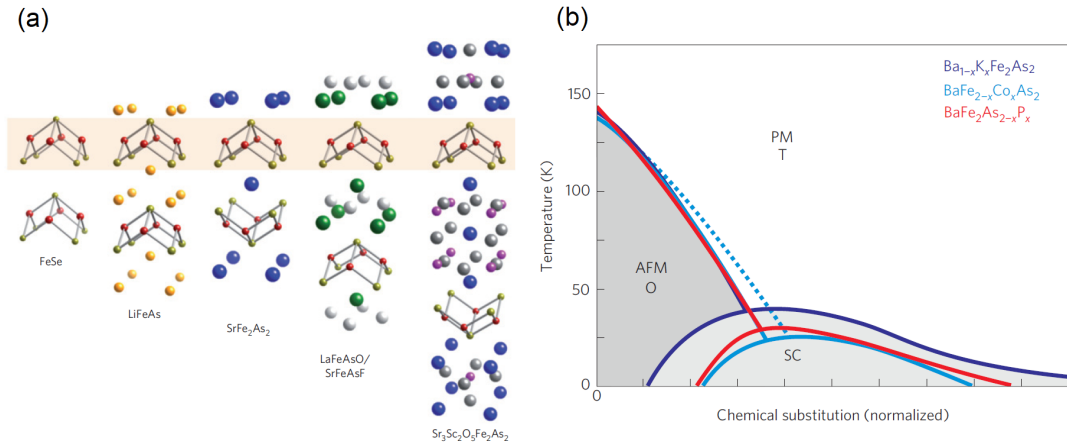 (a)
FeSe
LiFeAs
SrFe₂As₂
LaFeAsO/
SrFeAsF
Sr₃Sc₂O₅Fe₂As₂
(b)
Ba₁₋ₓKₓFe₂As₂
BaFe₂₋ₓCoₓAs₂
BaFe₂As₂₋ₓPₓ
Temperature (K)
150
100
50
0
PM
T
AFM
O
SC
0
Chemical substitution (normalized)